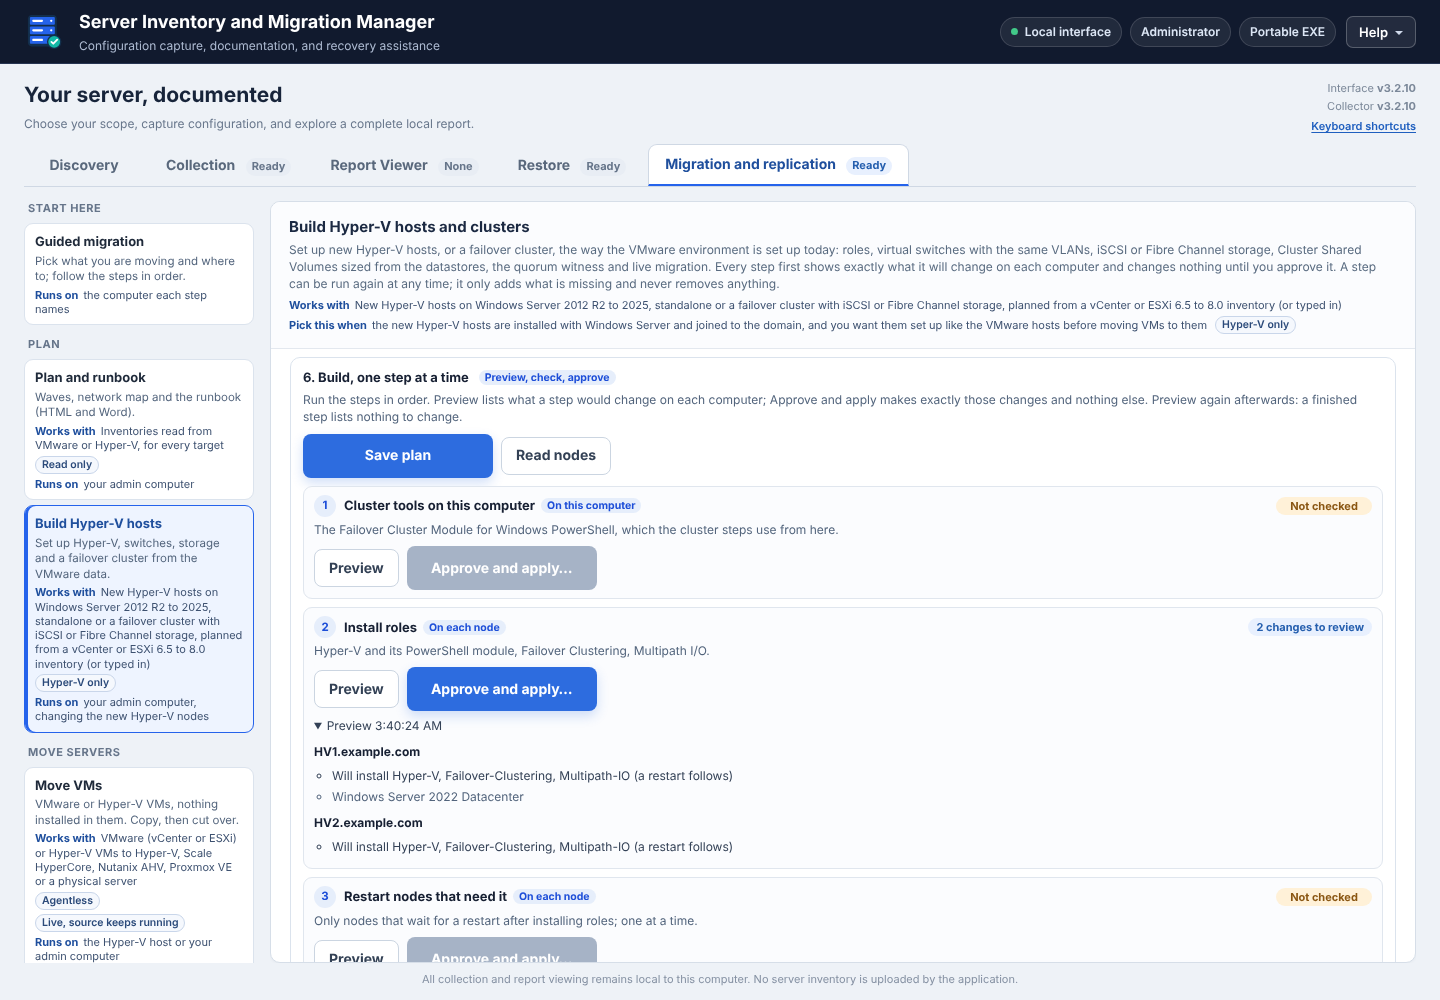 Server Inventory and Migration Manager
Configuration capture, documentation, and recovery assistance
Local interface
Administrator
Portable EXE
Help
Your server, documented
Choose your scope, capture configuration, and explore a complete local report.
Interface v3.2.10
Collector v3.2.10
Keyboard shortcuts
Discovery
Collection Ready
Report Viewer None
Restore Ready
Migration and replication Ready
START HERE
Guided migration
Pick what you are moving and where
to; follow the steps in order.
Runs on the computer each step
names
PLAN
Plan and runbook
Waves, network map and the runbook
(HTML and Word).
Works with Inventories read from
VMware or Hyper-V, for every target
Read only
Runs on your admin computer
Build Hyper-V hosts
Set up Hyper-V, switches, storage
and a failover cluster from the
VMware data.
Works with New Hyper-V hosts on
Windows Server 2012 R2 to 2025,
standalone or a failover cluster with
iSCSI or Fibre Channel storage, planned
from a vCenter or ESXi 6.5 to 8.0
inventory (or typed in)
Hyper-V only
Runs on your admin computer,
changing the new Hyper-V nodes
MOVE SERVERS
Move VMs
VMware or Hyper-V VMs, nothing
installed in them. Copy, then cut over.
Works with VMware (vCenter or ESXi)
or Hyper-V VMs to Hyper-V, Scale
HyperCore, Nutanix AHV, Proxmox VE
or a physical server
Agentless
Live, source keeps running
Runs on the Hyper-V host or your
admin computer
Build Hyper-V hosts and clusters
Set up new Hyper-V hosts, or a failover cluster, the way the VMware environment is set up today: roles, virtual switches with the same VLANs, iSCSI or Fibre Channel storage, Cluster Shared
Volumes sized from the datastores, the quorum witness and live migration. Every step first shows exactly what it will change on each computer and changes nothing until you approve it. A step
can be run again at any time; it only adds what is missing and never removes anything.
Works with New Hyper-V hosts on Windows Server 2012 R2 to 2025, standalone or a failover cluster with iSCSI or Fibre Channel storage, planned from a vCenter or ESXi 6.5 to 8.0 inventory (or typed in)
Pick this when the new Hyper-V hosts are installed with Windows Server and joined to the domain, and you want them set up like the VMware hosts before moving VMs to them Hyper-V only
6. Build, one step at a time Preview, check, approve
Run the steps in order. Preview lists what a step would change on each computer; Approve and apply makes exactly those changes and nothing else. Preview again afterwards: a finished
step lists nothing to change.
Save plan
Read nodes
1 Cluster tools on this computer On this computer Not checked
The Failover Cluster Module for Windows PowerShell, which the cluster steps use from here.
Preview
Approve and apply...
2 Install roles On each node 2 changes to review
Hyper-V and its PowerShell module, Failover Clustering, Multipath I/O.
Preview
Approve and apply...
Preview 3:40:24 AM
HV1.example.com
Will install Hyper-V, Failover-Clustering, Multipath-IO (a restart follows)
Windows Server 2022 Datacenter
HV2.example.com
Will install Hyper-V, Failover-Clustering, Multipath-IO (a restart follows)
3 Restart nodes that need it On each node Not checked
Only nodes that wait for a restart after installing roles; one at a time.
Preview
Approve and apply...
All collection and report viewing remains local to this computer. No server inventory is uploaded by the application.